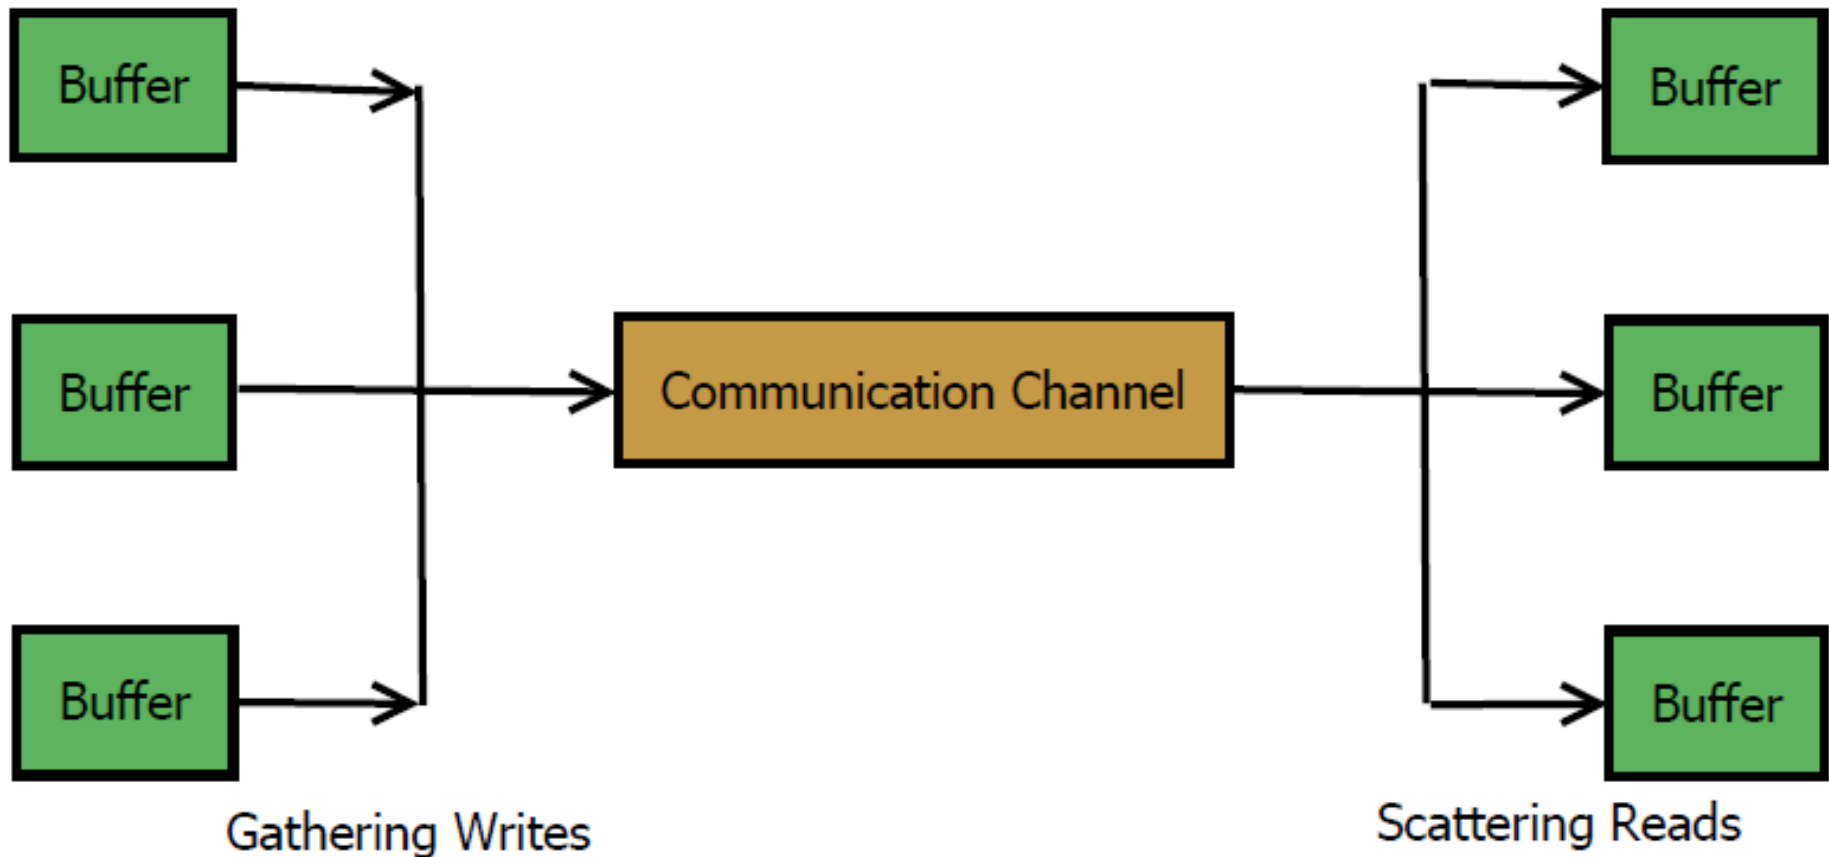 Buffer
Buffer
Buffer
Communication Channel
Buffer
Buffer
Buffer
Gathering Writes
Scattering Reads